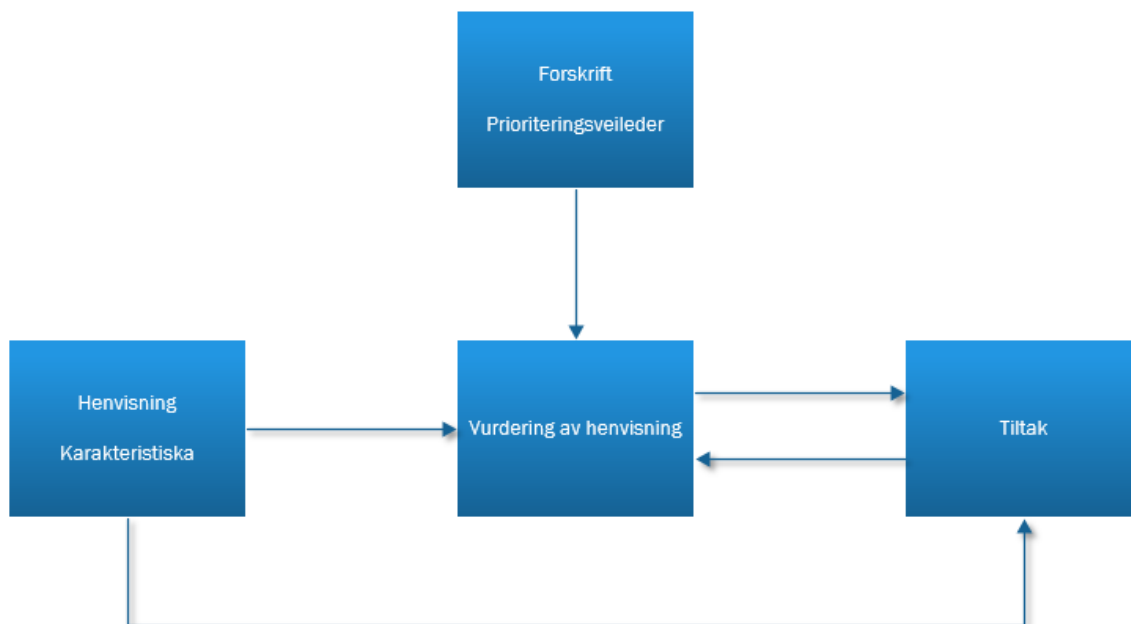 Forskrift
Prioriteringsveileder
Henvisning
Karakteristiska
Vurdering av henvisning
Tiltak